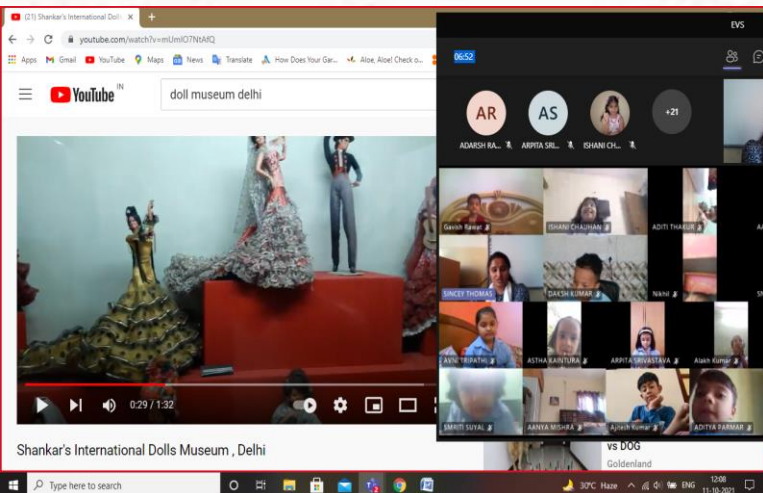 (21) Shankar's International Dolls
youtube.com/watch?v=mUmIO7NtAfQ
Apps Gmail YouTube Maps News Translate How Does Your Gar... Aloe, Aloe! Check o...
YouTube IN
doll museum delhi
0:29 / 1:32
Shankar's International Dolls Museum , Delhi
EVS
06:52
AR
AS
+21
ADARSH RA...
ARPITA SRI...
ISHANI CH...
Gavish Rawat
ISHANI CHAUHAN
ADITI THAKUR
SINCEY THOMAS
DAKSH KUMAR
Nikhil
AVNI TRIPATHI
ASTHA KAINTURA
ARPITA SRIVASTAVA
Alakh Kumar
SMRITI SUYAL
AANYA MISHRA
Ajitesh Kumar
ADITYA PARMAR
vs DOG
Goldenland
Type here to search
30°C Haze
ENG
12:08
11-10-2021